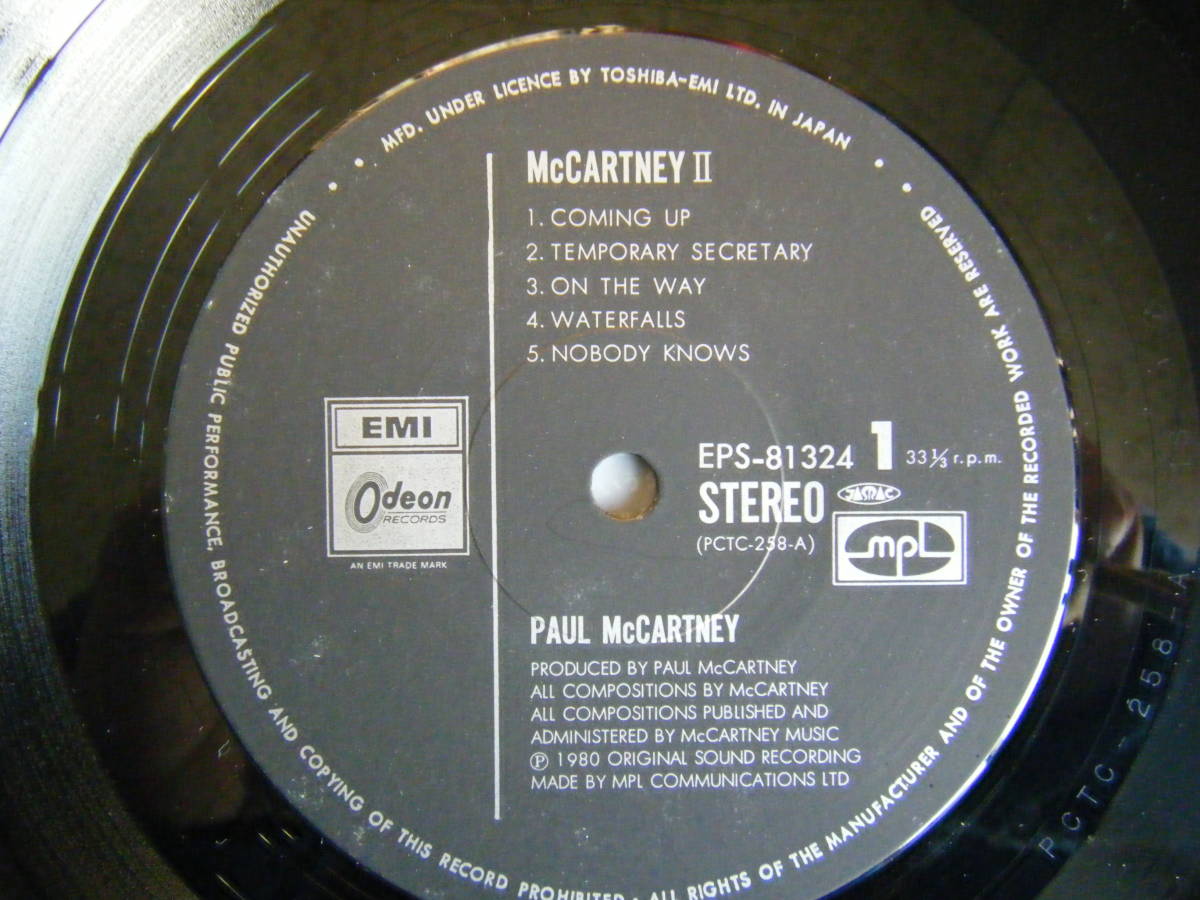 MFD. UNDER LICENCE BY TOSHIBA-EMI LTD. IN JAPAN
McCARTNEY II
1. COMING UP
2. TEMPORARY SECRETARY
3. ON THE WAY
4. WATERFALLS
5. NOBODY KNOWS
EMI
Odeon
RECORDS
AN EMI TRADE MARK
EPS-81324 1 33⅓ r.p.m.
STEREO JASRAC
(PCTC-258-A)
mpl
PAUL McCARTNEY
PRODUCED BY PAUL McCARTNEY
ALL COMPOSITIONS BY McCARTNEY
ALL COMPOSITIONS PUBLISHED AND
ADMINISTERED BY McCARTNEY MUSIC
℗ 1980 ORIGINAL SOUND RECORDING
MADE BY MPL COMMUNICATIONS LTD
UNAUTHORIZED PUBLIC PERFORMANCE, BROADCASTING AND COPYING OF THIS RECORD PROHIBITED · ALL RIGHTS OF THE MANUFACTURER AND OF THE OWNER OF THE RECORDED WORK ARE RESERVED
PCTC-258-A